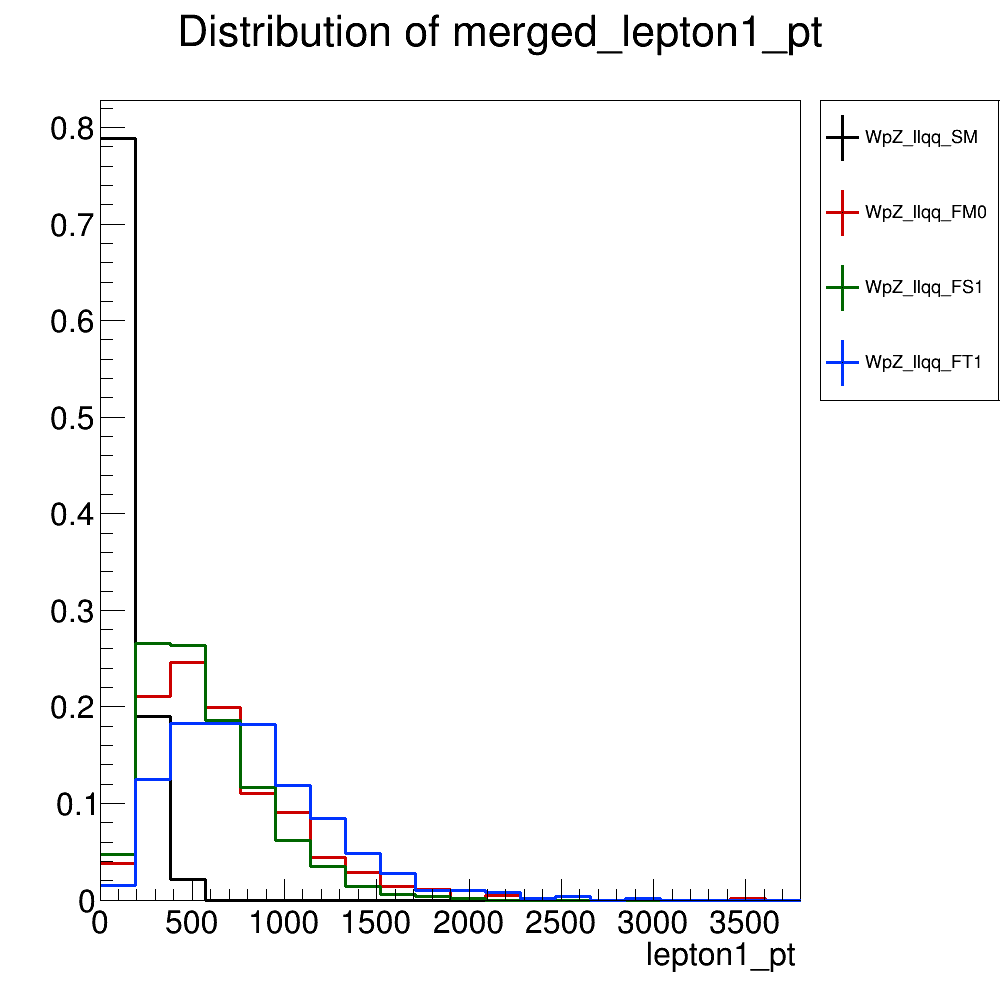 Distribution of merged_lepton1_pt
0.8
0.7
0.6
0.5
0.4
0.3
0.2
0.1
0
0 500 1000 1500 2000 2500 3000 3500
lepton1_pt
WpZ_llqq_SM
WpZ_llqq_FM0
WpZ_llqq_FS1
WpZ_llqq_FT1